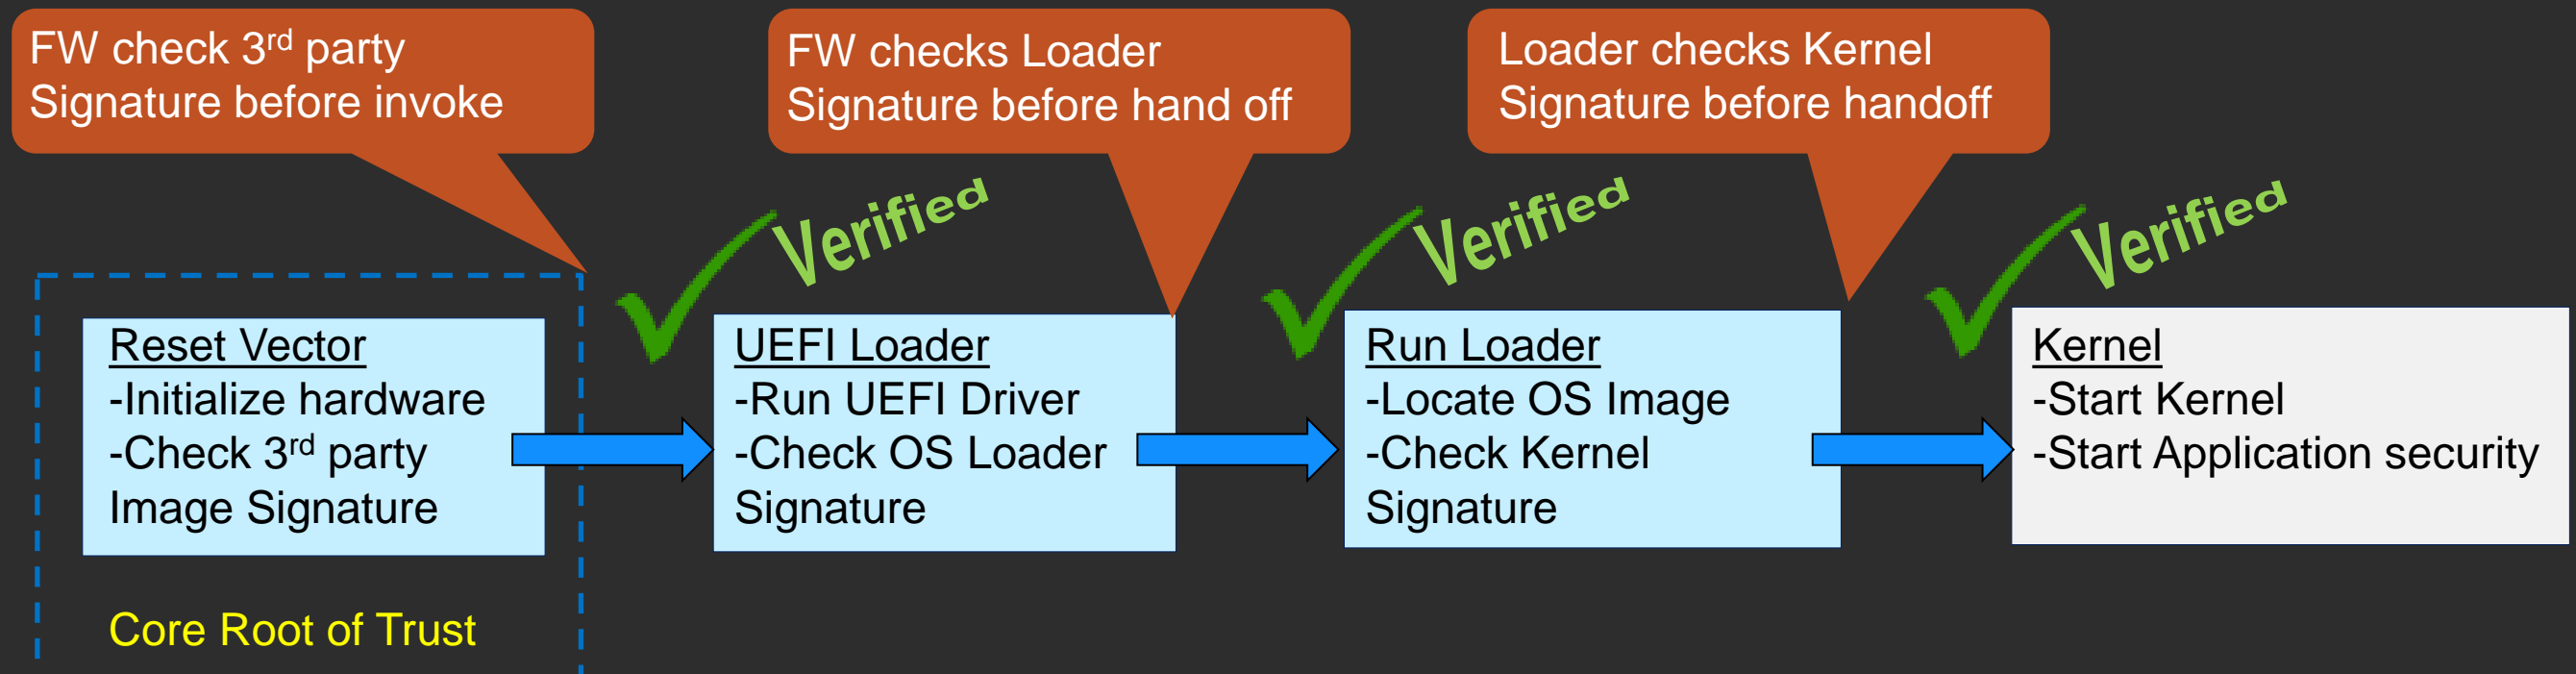 FW check 3rd party
Signature before invoke
FW checks Loader
Signature before hand off
Loader checks Kernel
Signature before handoff
Verified
Verified
Verified
Reset Vector
-Initialize hardware
-Check 3rd party
Image Signature
UEFI Loader
-Run UEFI Driver
-Check OS Loader
Signature
Run Loader
-Locate OS Image
-Check Kernel
Signature
Kernel
-Start Kernel
-Start Application security
Core Root of Trust